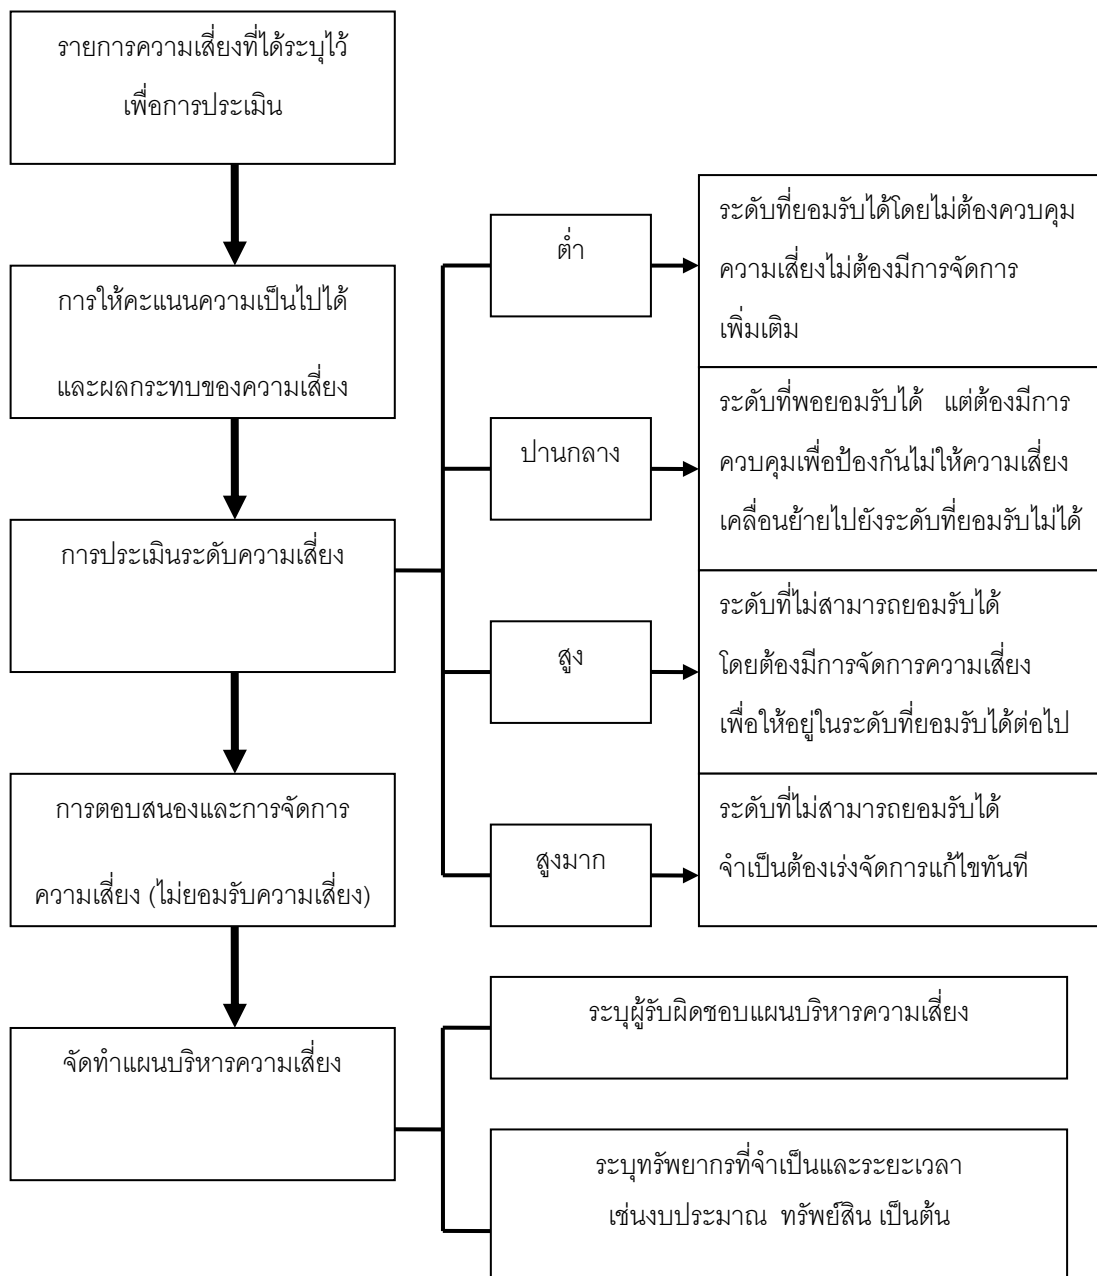 รายการความเสี่ยงที่ได้ระบุไว้
เพื่อการประเมิน
การให้คะแนนความเป็นไปได้
และผลกระทบของความเสี่ยง
การประเมินระดับความเสี่ยง
ต่ำ
ระดับที่ยอมรับได้โดยไม่ต้องควบคุม
ความเสี่ยงไม่ต้องมีการจัดการ
เพิ่มเติม
ปานกลาง
ระดับที่พอยอมรับได้ แต่ต้องมีการ
ควบคุมเพื่อป้องกันไม่ให้ความเสี่ยง
เคลื่อนย้ายไปยังระดับที่ยอมรับไม่ได้
สูง
ระดับที่ไม่สามารถยอมรับได้
โดยต้องมีการจัดการความเสี่ยง
เพื่อให้อยู่ในระดับที่ยอมรับได้ต่อไป
สูงมาก
ระดับที่ไม่สามารถยอมรับได้
จำเป็นต้องเร่งจัดการแก้ไขทันที
การตอบสนองและการจัดการ
ความเสี่ยง (ไม่ยอมรับความเสี่ยง)
จัดทำแผนบริหารความเสี่ยง
ระบุผู้รับผิดชอบแผนบริหารความเสี่ยง
ระบุทรัพยากรที่จำเป็นและระยะเวลา
เช่นงบประมาณ ทรัพย์สิน เป็นต้น